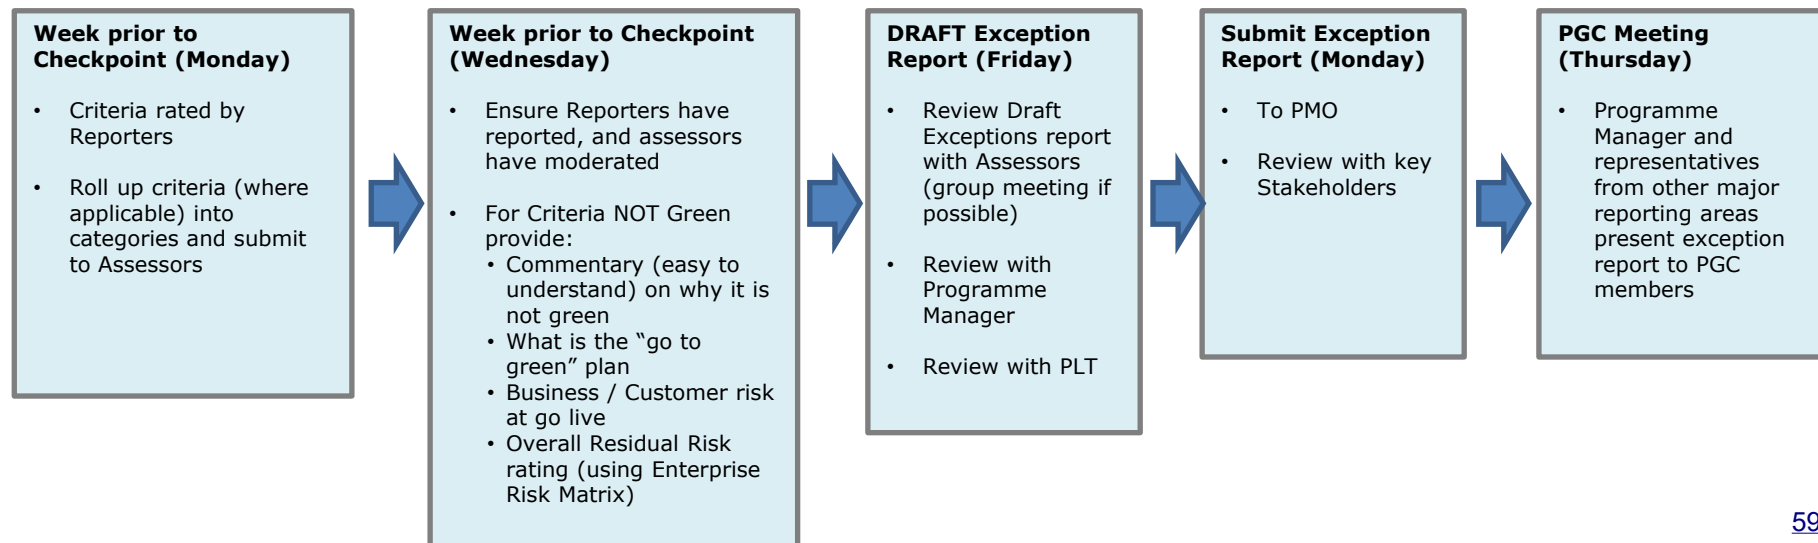 Week prior to
Checkpoint (Monday)
• Criteria rated by
Reporters
• Roll up criteria (where
applicable) into
categories and submit
to Assessors
Week prior to Checkpoint
(Wednesday)
• Ensure Reporters have
reported, and assessors
have moderated
• For Criteria NOT Green
provide:
• Commentary (easy to
understand) on why it is
not green
• What is the “go to
green” plan
• Business / Customer risk
at go live
• Overall Residual Risk
rating (using Enterprise
Risk Matrix)
DRAFT Exception
Report (Friday)
• Review Draft
Exceptions report
with Assessors
(group meeting if
possible)
• Review with
Programme
Manager
• Review with PLT
Submit Exception
Report (Monday)
• To PMO
• Review with key
Stakeholders
PGC Meeting
(Thursday)
• Programme
Manager and
representatives
from other major
reporting areas
present exception
report to PGC
members
59